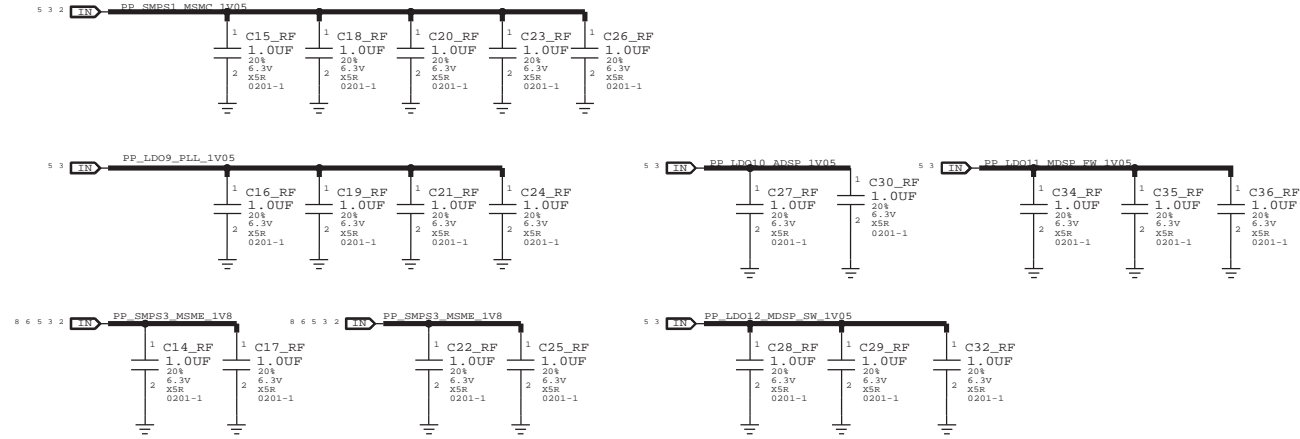 5 3 2 IN PP_SMPS1_MSMC_1V05
1 C15_RF 1 C18_RF 1 C20_RF 1 C23_RF 1 C26_RF
1.0UF 1.0UF 1.0UF 1.0UF 1.0UF
20% 20% 20% 20% 20%
6.3V 6.3V 6.3V 6.3V 6.3V
2 X5R 2 X5R 2 X5R 2 X5R 2 X5R
0201-1 0201-1 0201-1 0201-1 0201-1
5 3 IN PP_LDO9_PLL_1V05
1 C16_RF 1 C19_RF 1 C21_RF 1 C24_RF
1.0UF 1.0UF 1.0UF 1.0UF
20% 20% 20% 20%
6.3V 6.3V 6.3V 6.3V
2 X5R 2 X5R 2 X5R 2 X5R
0201-1 0201-1 0201-1 0201-1
5 3 IN PP_LDO10_ADSP_1V05
1 C27_RF 1 C30_RF
1.0UF 1.0UF
20% 20%
6.3V 6.3V
2 X5R 2 X5R
0201-1 0201-1
5 3 IN PP_LDO11_MDSP_FW_1V05
1 C34_RF 1 C35_RF 1 C36_RF
1.0UF 1.0UF 1.0UF
20% 20% 20%
6.3V 6.3V 6.3V
2 X5R 2 X5R 2 X5R
0201-1 0201-1 0201-1
8 6 5 3 2 IN PP_SMPS3_MSME_1V8
1 C14_RF 1 C17_RF
1.0UF 1.0UF
20% 20%
6.3V 6.3V
2 X5R 2 X5R
0201-1 0201-1
8 6 5 3 2 IN PP_SMPS3_MSME_1V8
1 C22_RF 1 C25_RF
1.0UF 1.0UF
20% 20%
6.3V 6.3V
2 X5R 2 X5R
0201-1 0201-1
5 3 IN PP_LDO12_MDSP_SW_1V05
1 C28_RF 1 C29_RF 1 C32_RF
1.0UF 1.0UF 1.0UF
20% 20% 20%
6.3V 6.3V 6.3V
2 X5R 2 X5R 2 X5R
0201-1 0201-1 0201-1